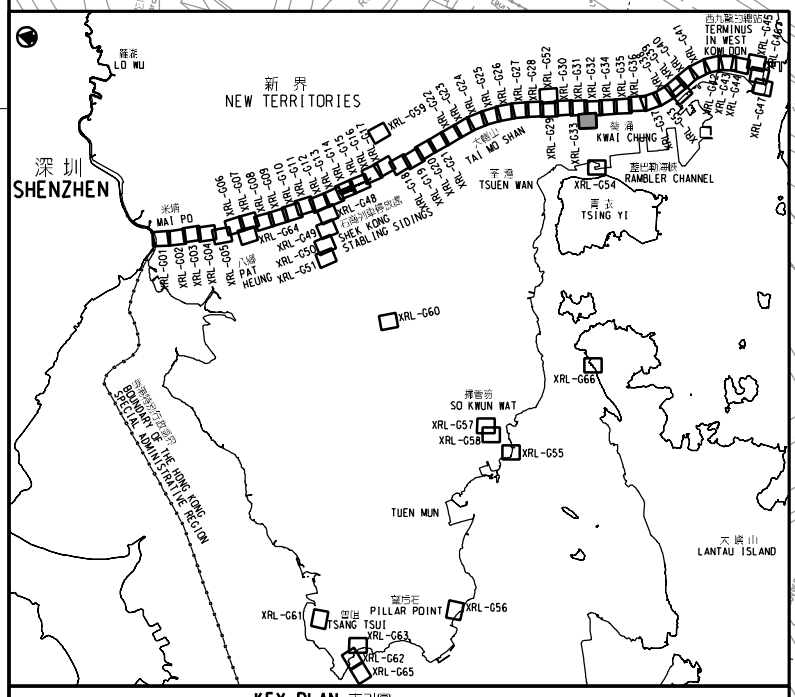 羅湖
LO WU
新界
NEW TERRITORIES
深圳
SHENZHEN
米埔
MAI PO
西九龍的總站
TERMINUS
IN WEST
KOWLOON
XRL-G45
XRL-G46
XRL-G47
XRL-G44
XRL-G43
XRL-G42
XRL-G41
XRL-G40
XRL-G39
XRL-G37
XRL-G53
XRL-G36
XRL-G35
XRL-G34
XRL-G32
XRL-G31
XRL-G30
XRL-G52
XRL-G28
XRL-G27
XRL-G26
XRL-G25
XRL-G24
XRL-G23
XRL-G22
XRL-G59
XRL-G17
XRL-G16
XRL-G15
XRL-G14
XRL-G13
XRL-G12
XRL-G11
XRL-G10
XRL-G09
XRL-G08
XRL-G07
XRL-G06
XRL-G01
XRL-G02
XRL-G03
XRL-G04
XRL-G05
XRL-G64
八鄉
PAT
HEUNG
XRL-G48
XRL-G49
XRL-G50
XRL-G51
石崗列車停放處
SHEK KONG
STABLING SIDINGS
XRL-G18
XRL-G19
XRL-G20
XRL-G21
大帽山
TAI MO SHAN
XRL-G29
XRL-G33
葵涌
KWAI CHUNG
荃灣
TSUEN WAN
XRL-G54
藍巴勒海峽
RAMBLER CHANNEL
青衣
TSING YI
XRL-G60
XRL-G66
香港特別行政區界
BOUNDARY OF THE HONG KONG
SPECIAL ADMINISTRATIVE REGION
掃管笏
SO KWUN WAT
XRL-G57
XRL-G58
XRL-G55
TUEN MUN
大嶼山
LANTAU ISLAND
望后石
PILLAR POINT
XRL-G56
XRL-G61
曾咀
TSANG TSUI
XRL-G63
XRL-G62
XRL-G65
KEY PLAN 索引圖